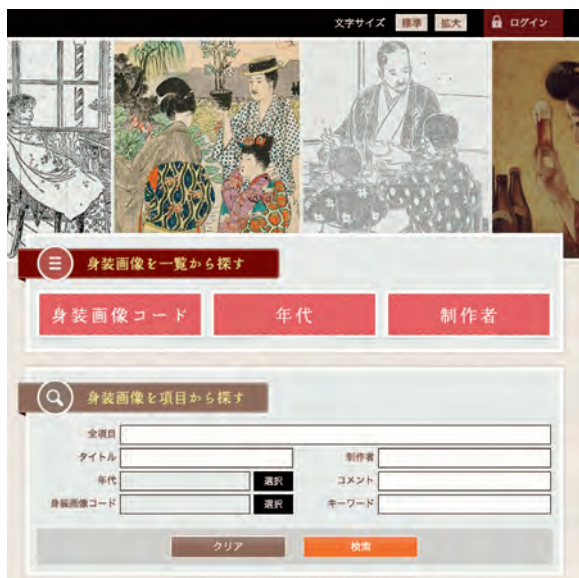 文字サイズ 標準 拡大 ログイン
身装画像を一覧から探す
身装画像コード 年代 制作者
身装画像を項目から探す
全項目
タイトル 制作者
年代 選択 コメント
身装画像コード 選択 キーワード
クリア 検索